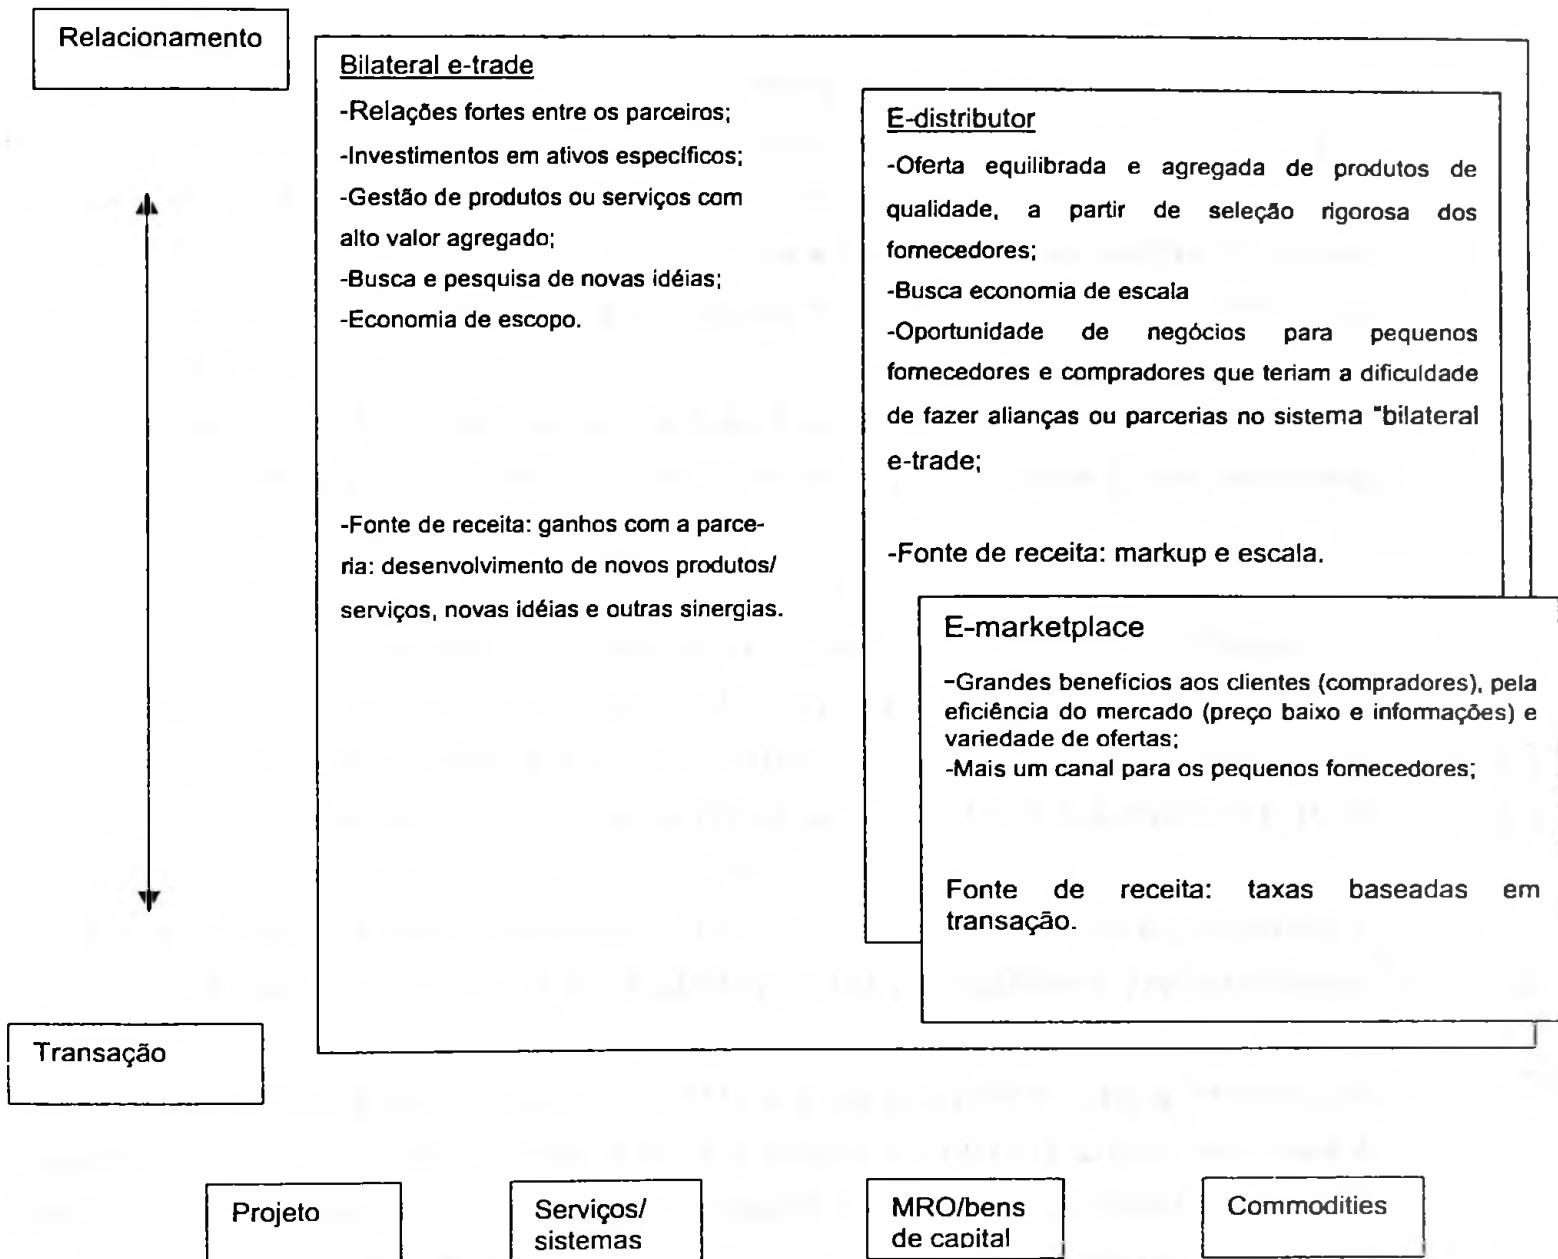 Relacionamento
Bilateral e-trade
-Relações fortes entre os parceiros;
-Investimentos em ativos específicos;
-Gestão de produtos ou serviços com
alto valor agregado;
-Busca e pesquisa de novas idéias;
-Economia de escopo.
-Fonte de receita: ganhos com a parce-
ria: desenvolvimento de novos produtos/
serviços, novas idéias e outras sinergias.
E-distributor
-Oferta equilibrada e agregada de produtos de
qualidade, a partir de seleção rigorosa dos
fornecedores;
-Busca economia de escala
-Oportunidade de negócios para pequenos
fornecedores e compradores que teriam a dificuldade
de fazer alianças ou parcerias no sistema "bilateral
e-trade;
-Fonte de receita: markup e escala.
E-marketplace
-Grandes benefícios aos clientes (compradores), pela
eficiência do mercado (preço baixo e informações) e
variedade de ofertas;
-Mais um canal para os pequenos fornecedores;
Fonte de receita: taxas baseadas em
transação.
Transação
Projeto
Serviços/
sistemas
MRO/bens
de capital
Commodities